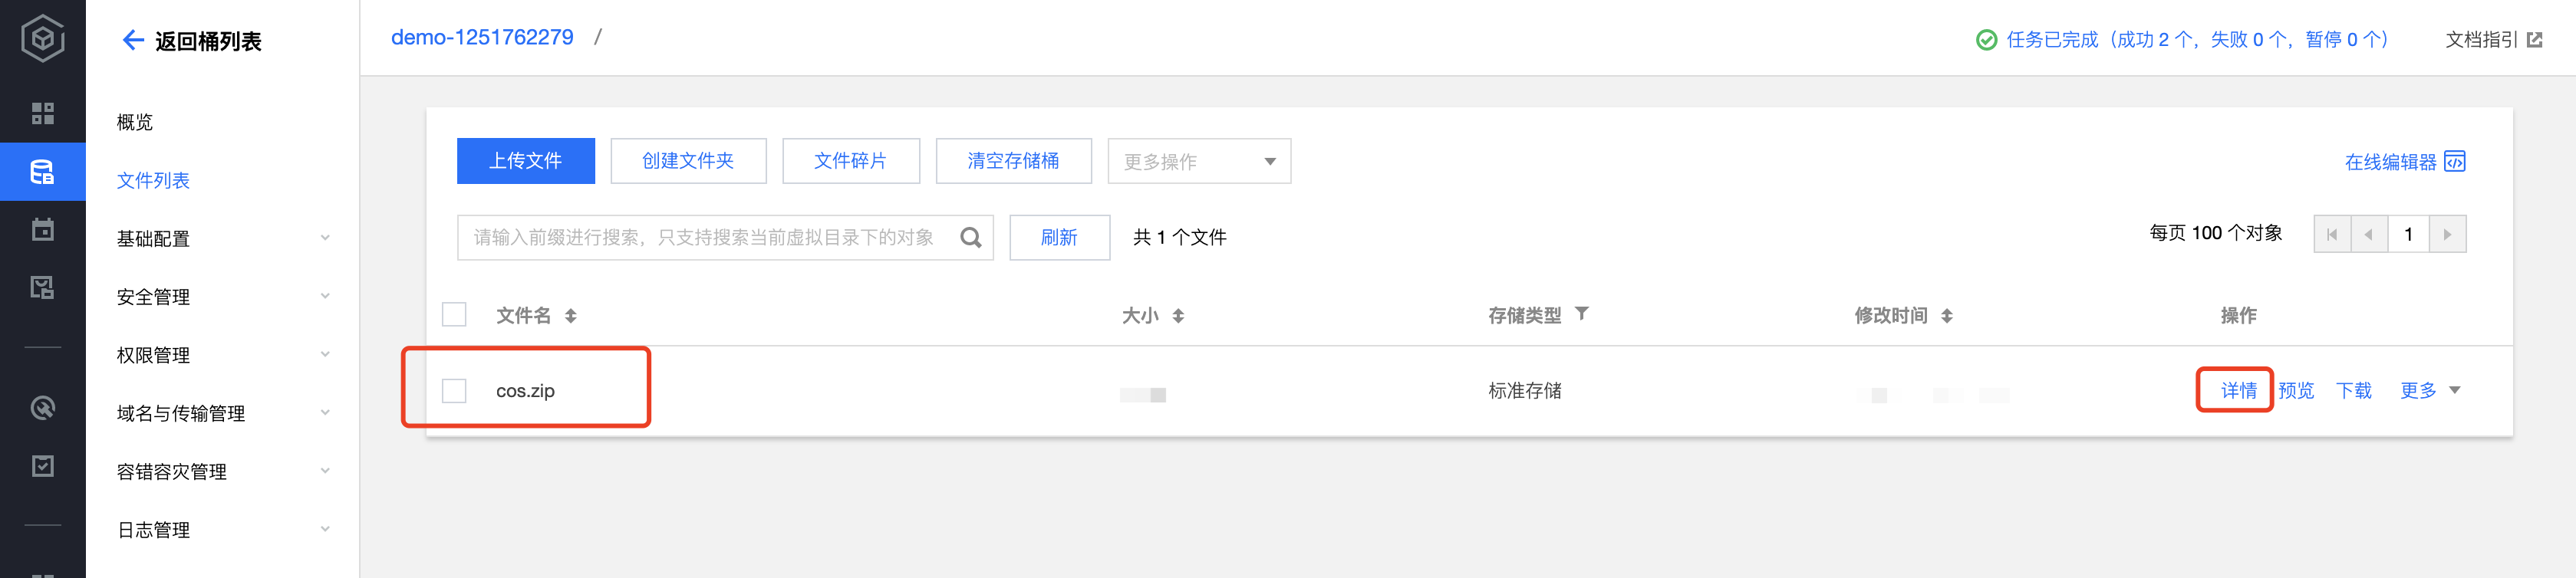 返回桶列表
概览
文件列表
基础配置
安全管理
权限管理
域名与传输管理
容错容灾管理
日志管理
demo-1251762279 /
任务已完成（成功 2 个，失败 0 个，暂停 0 个）
文档指引
上传文件 创建文件夹 文件碎片 清空存储桶 更多操作
在线编辑器
请输入前缀进行搜索，只支持搜索当前虚拟目录下的对象 刷新 共 1 个文件
每页 100 个对象 1
文件名 大小 存储类型 修改时间 操作
cos.zip 标准存储 详情 预览 下载 更多